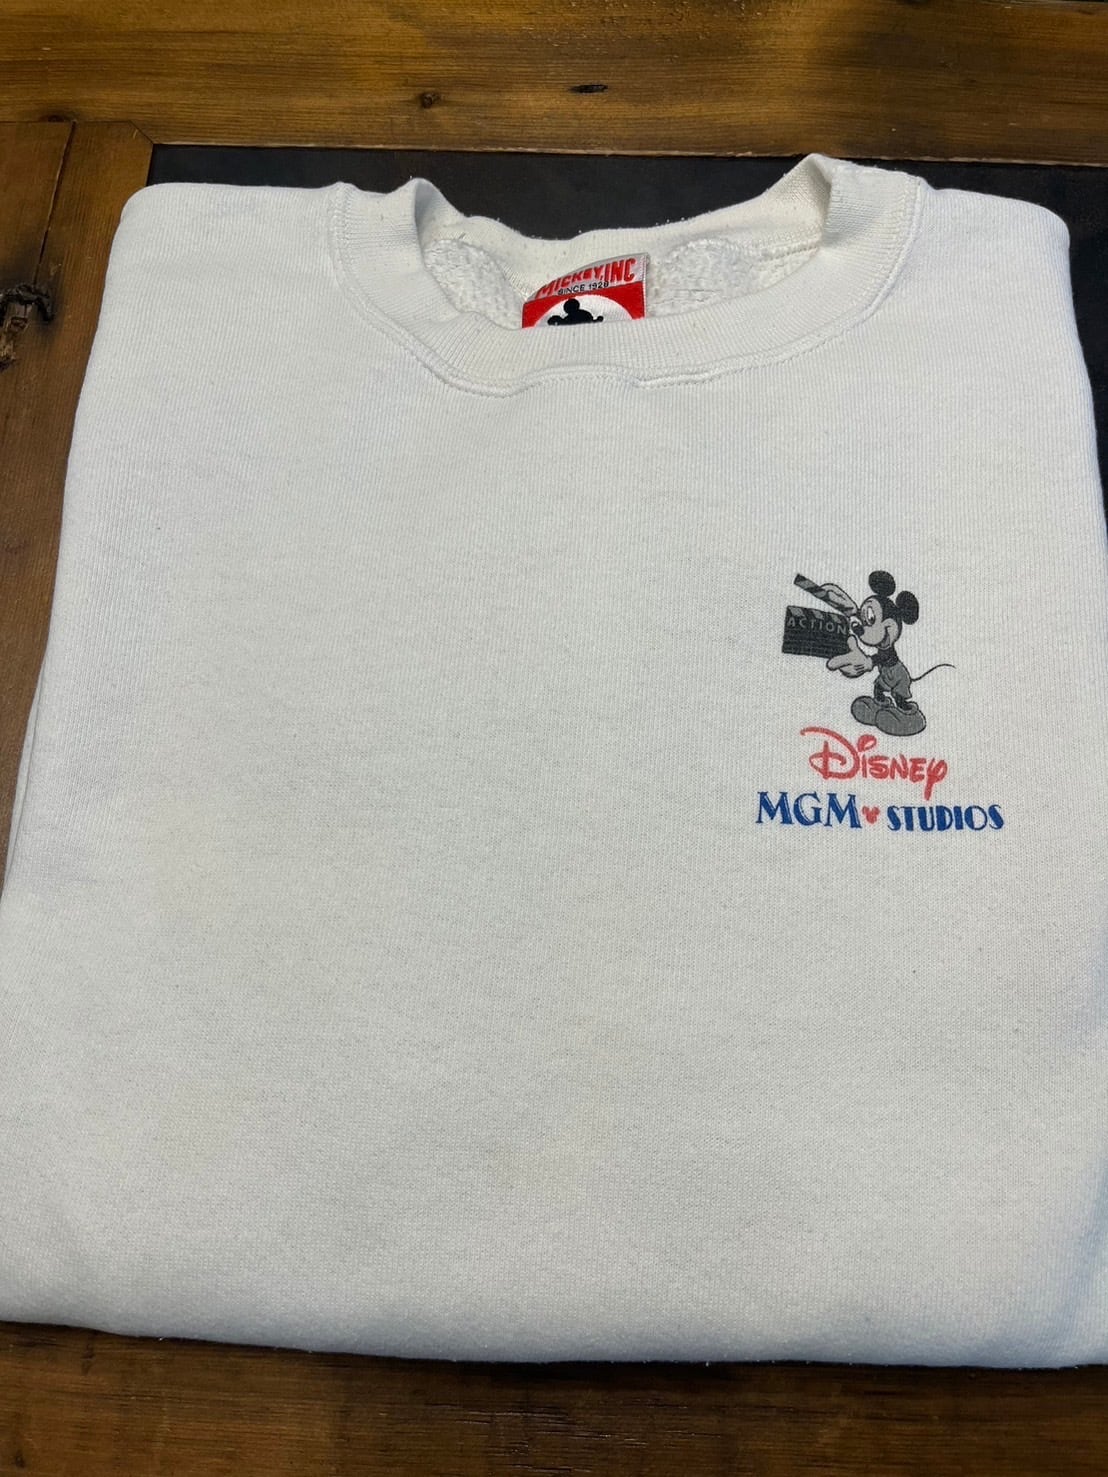 MICKEY, INC
SINCE 1928
ACTION
Disney
MGM STUDIOS